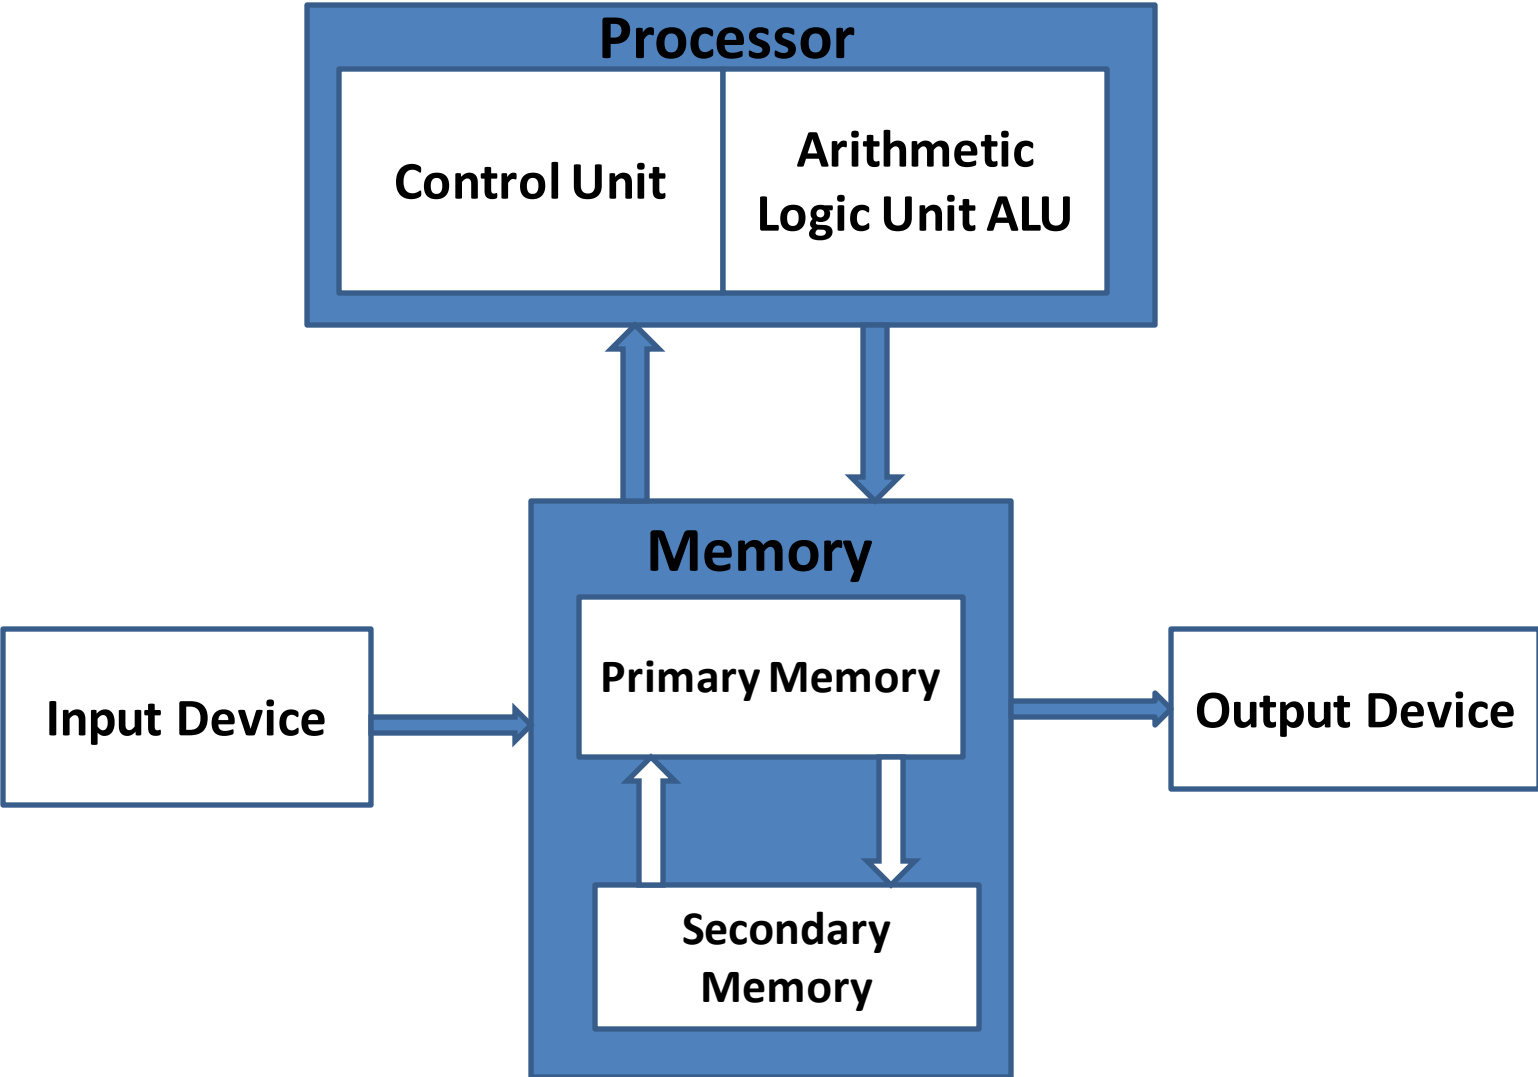 Processor
Control Unit
Arithmetic
Logic Unit ALU
Memory
Primary Memory
Input Device
Output Device
Secondary
Memory